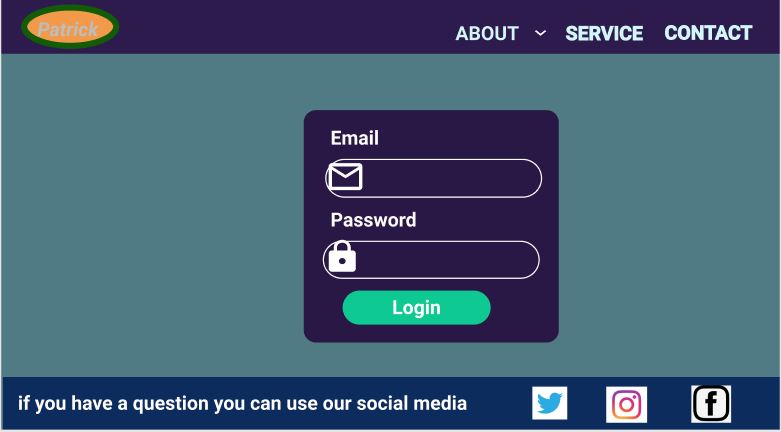 Patrick
ABOUT SERVICE CONTACT
Email
Password
Login
if you have a question you can use our social media